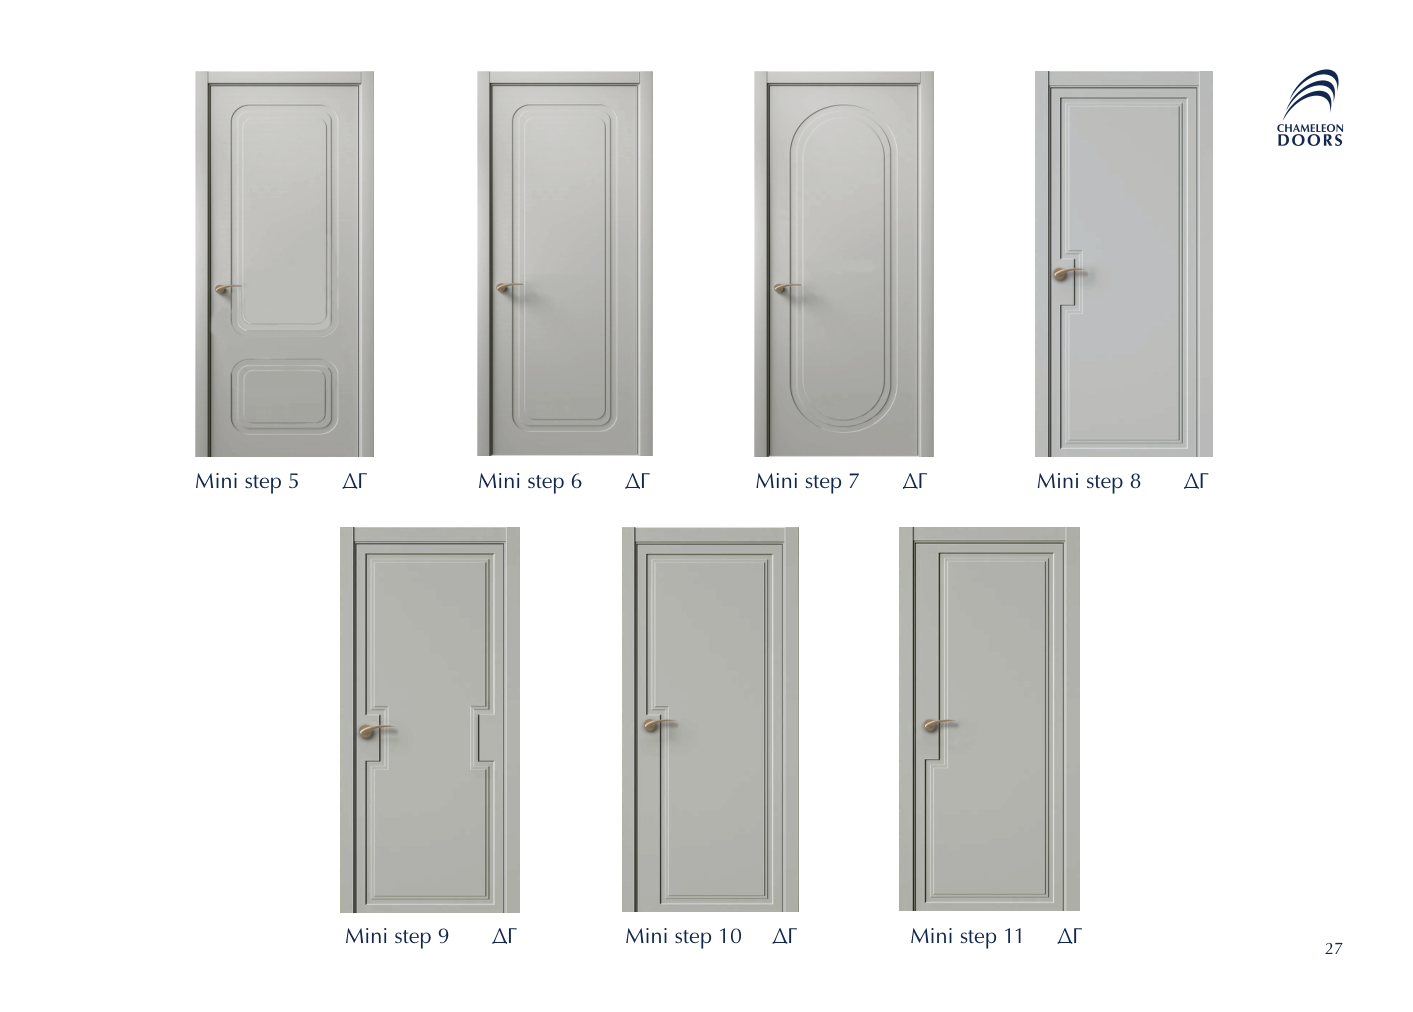 CHAMELEON
DOORS
Mini step 5 ДГ
Mini step 6 ДГ
Mini step 7 ДГ
Mini step 8 ДГ
Mini step 9 ДГ
Mini step 10 ДГ
Mini step 11 ДГ
27